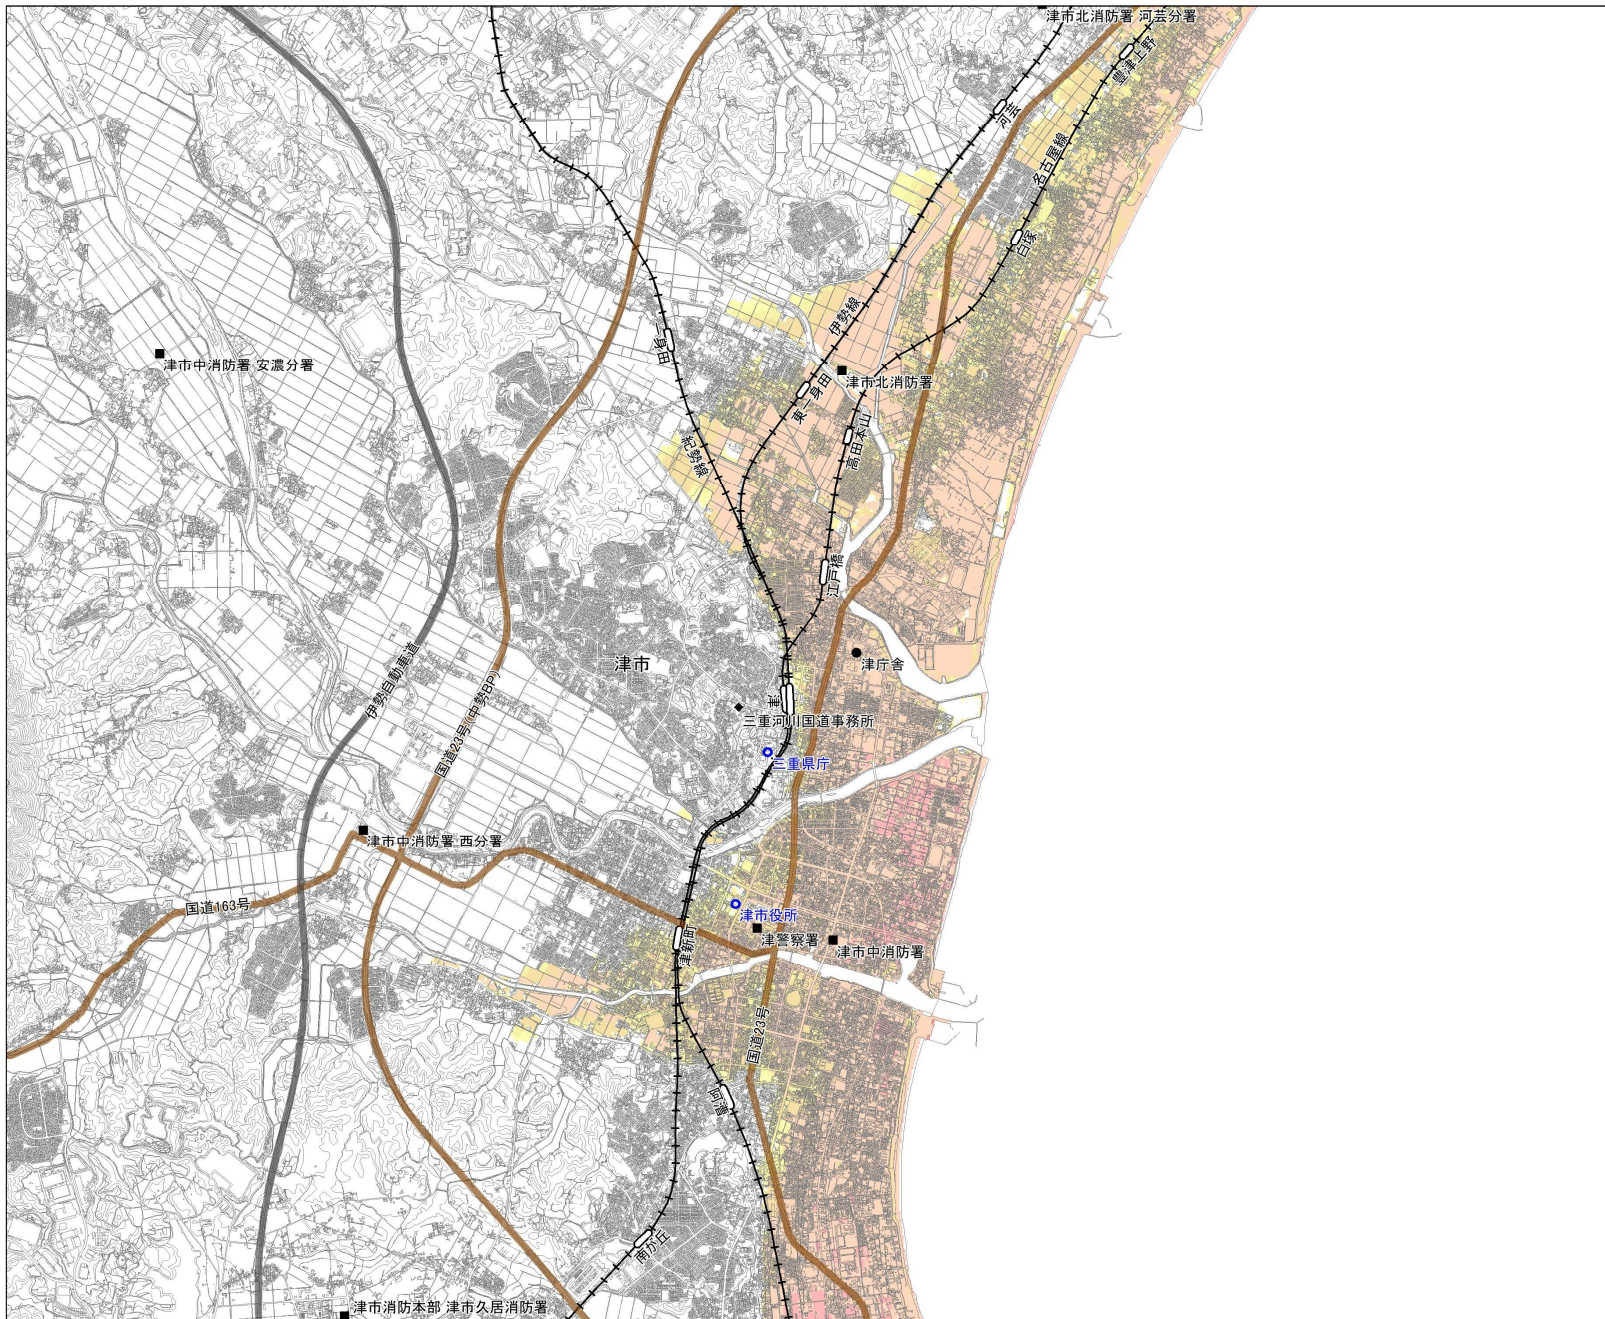 津市北消防署 河芸分署
豊津上野
河芸
名古屋線
白塚
伊勢線
一身田
津市中消防署 安濃分署
津市北消防署
東一身田
高田本山
紀勢線
江戸橋
津市
津庁舎
伊勢自動車道
国道23号(中勢BP)
津
三重河川国道事務所
三重県庁
津市中消防署 西分署
国道163号
津市役所
津警察署
津市中消防署
津新町
国道23号
阿漕
南が丘
津市消防本部 津市久居消防署